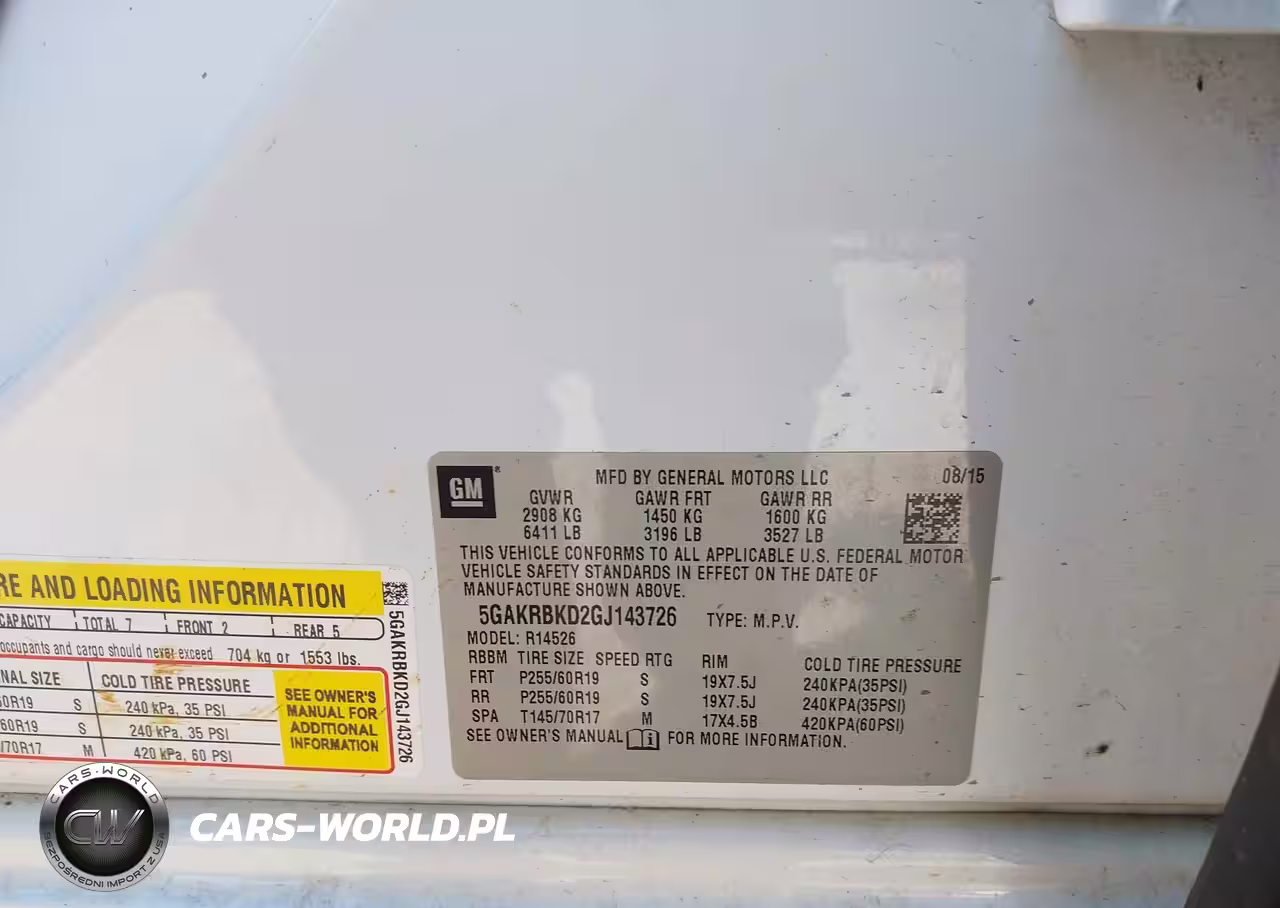 GM ®
MFD BY GENERAL MOTORS LLC 08/15
GVWR GAWR FRT GAWR RR
2908 KG 1450 KG 1600 KG
6411 LB 3196 LB 3527 LB
THIS VEHICLE CONFORMS TO ALL APPLICABLE U.S. FEDERAL MOTOR
VEHICLE SAFETY STANDARDS IN EFFECT ON THE DATE OF
MANUFACTURE SHOWN ABOVE.
5GAKRBKD2GJ143726 TYPE: M.P.V.
MODEL: R14526
RBBM TIRE SIZE SPEED RTG RIM COLD TIRE PRESSURE
FRT P255/60R19 S 19X7.5J 240KPA(35PSI)
RR P255/60R19 S 19X7.5J 240KPA(35PSI)
SPA T145/70R17 M 17X4.5B 420KPA(60PSI)
SEE OWNER'S MANUAL FOR MORE INFORMATION.
RE AND LOADING INFORMATION
CAPACITY TOTAL 7 FRONT 2 REAR 5
occupants and cargo should never exceed 704 kg or 1553 lbs.
NAL SIZE COLD TIRE PRESSURE
60R19 S 240 kPa, 35 PSI
60R19 S 240 kPa, 35 PSI
/70R17 M 420 kPa, 60 PSI
SEE OWNER'S
MANUAL FOR
ADDITIONAL
INFORMATION
5GAKRBKD2GJ143726
CARS-WORLD
CW
BEZPOŚREDNI IMPORT Z USA
CARS-WORLD.PL